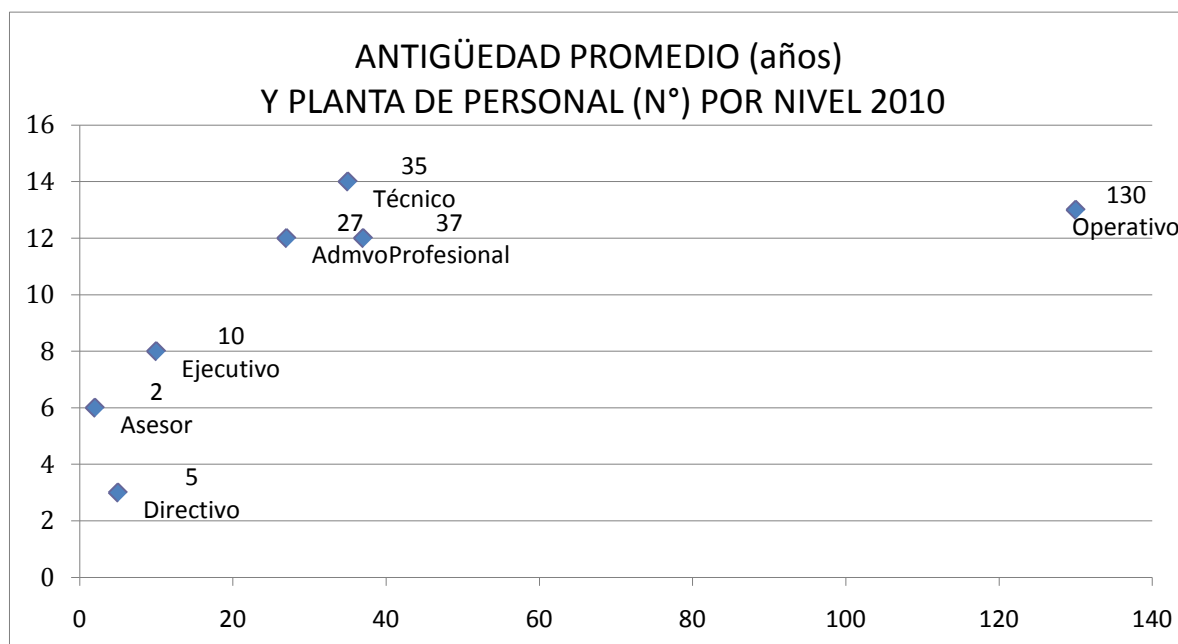 ANTIGÜEDAD PROMEDIO (años)
Y PLANTA DE PERSONAL (N°) POR NIVEL 2010
16
14
12
10
8
6
4
2
0
35
Técnico
130
Operativo
27
Admvo
37
Profesional
10
Ejecutivo
2
Asesor
5
Directivo
0 20 40 60 80 100 120 140